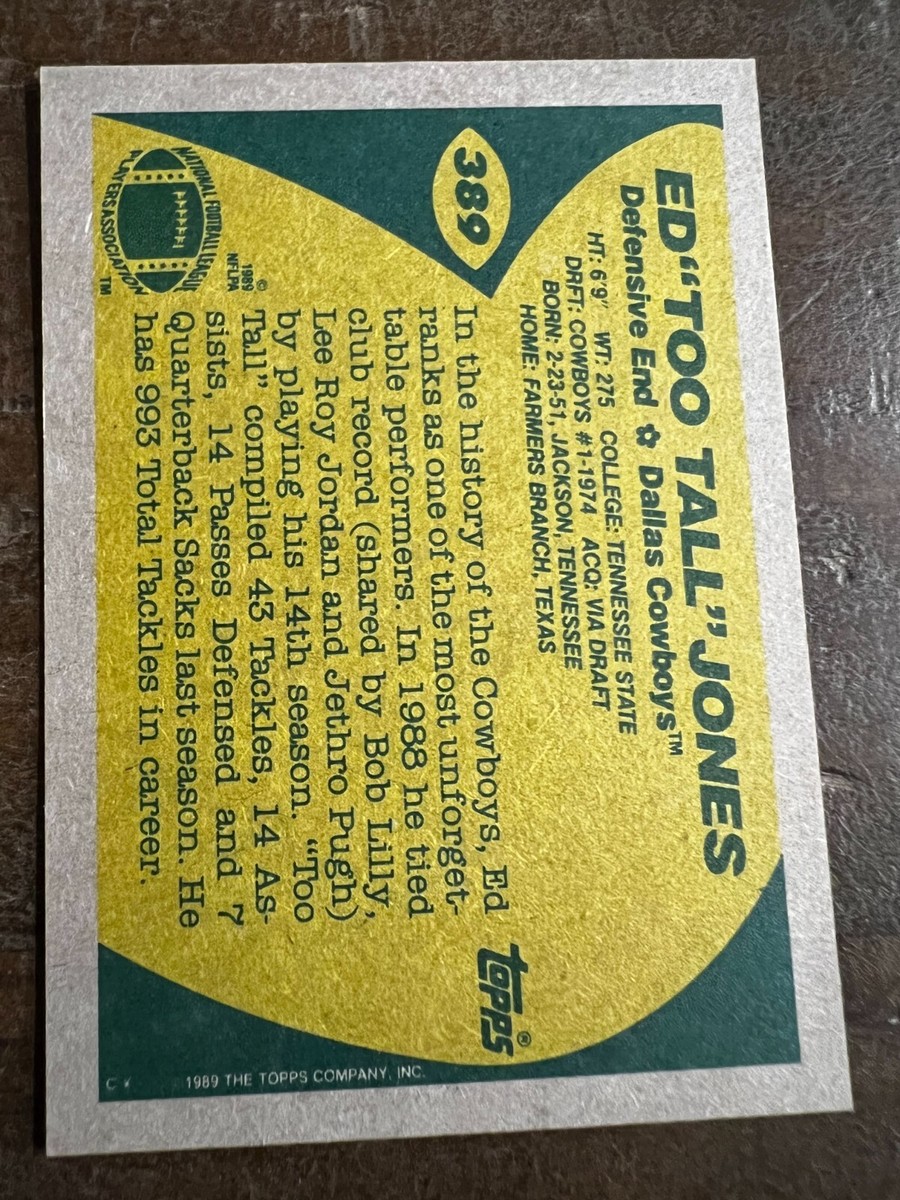 389
ED "TOO TALL" JONES
Defensive End ✿ Dallas Cowboys™
HT: 6'9" WT: 275 COLLEGE: TENNESSEE STATE
DRFT: COWBOYS #1-1974 ACQ: VIA DRAFT
BORN: 2-23-51, JACKSON, TENNESSEE
HOME: FARMERS BRANCH, TEXAS
In the history of the Cowboys, Ed
ranks as one of the most unforget-
table performers. In 1988 he tied
club record (shared by Bob Lilly,
Lee Roy Jordan and Jethro Pugh)
by playing his 14th season. "Too
Tall" compiled 43 Tackles, 14 As-
sists, 14 Passes Defensed and 7
Quarterback Sacks last season. He
has 993 Total Tackles in career.
©
1989
NFLPA
NATIONAL FOOTBALL LEAGUE
PLAYERS ASSOCIATION
TM
TOPPS®
1989 THE TOPPS COMPANY, INC.